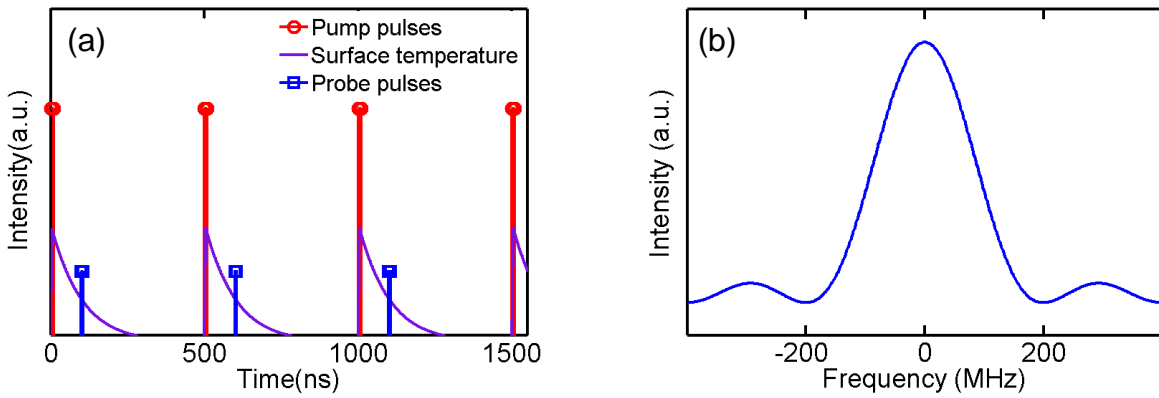 (a)
Pump pulses
Surface temperature
Probe pulses
Intensity(a.u.)
0
500
1000
1500
Time(ns)
(b)
Intensity (a.u.)
-200
0
200
Frequency (MHz)